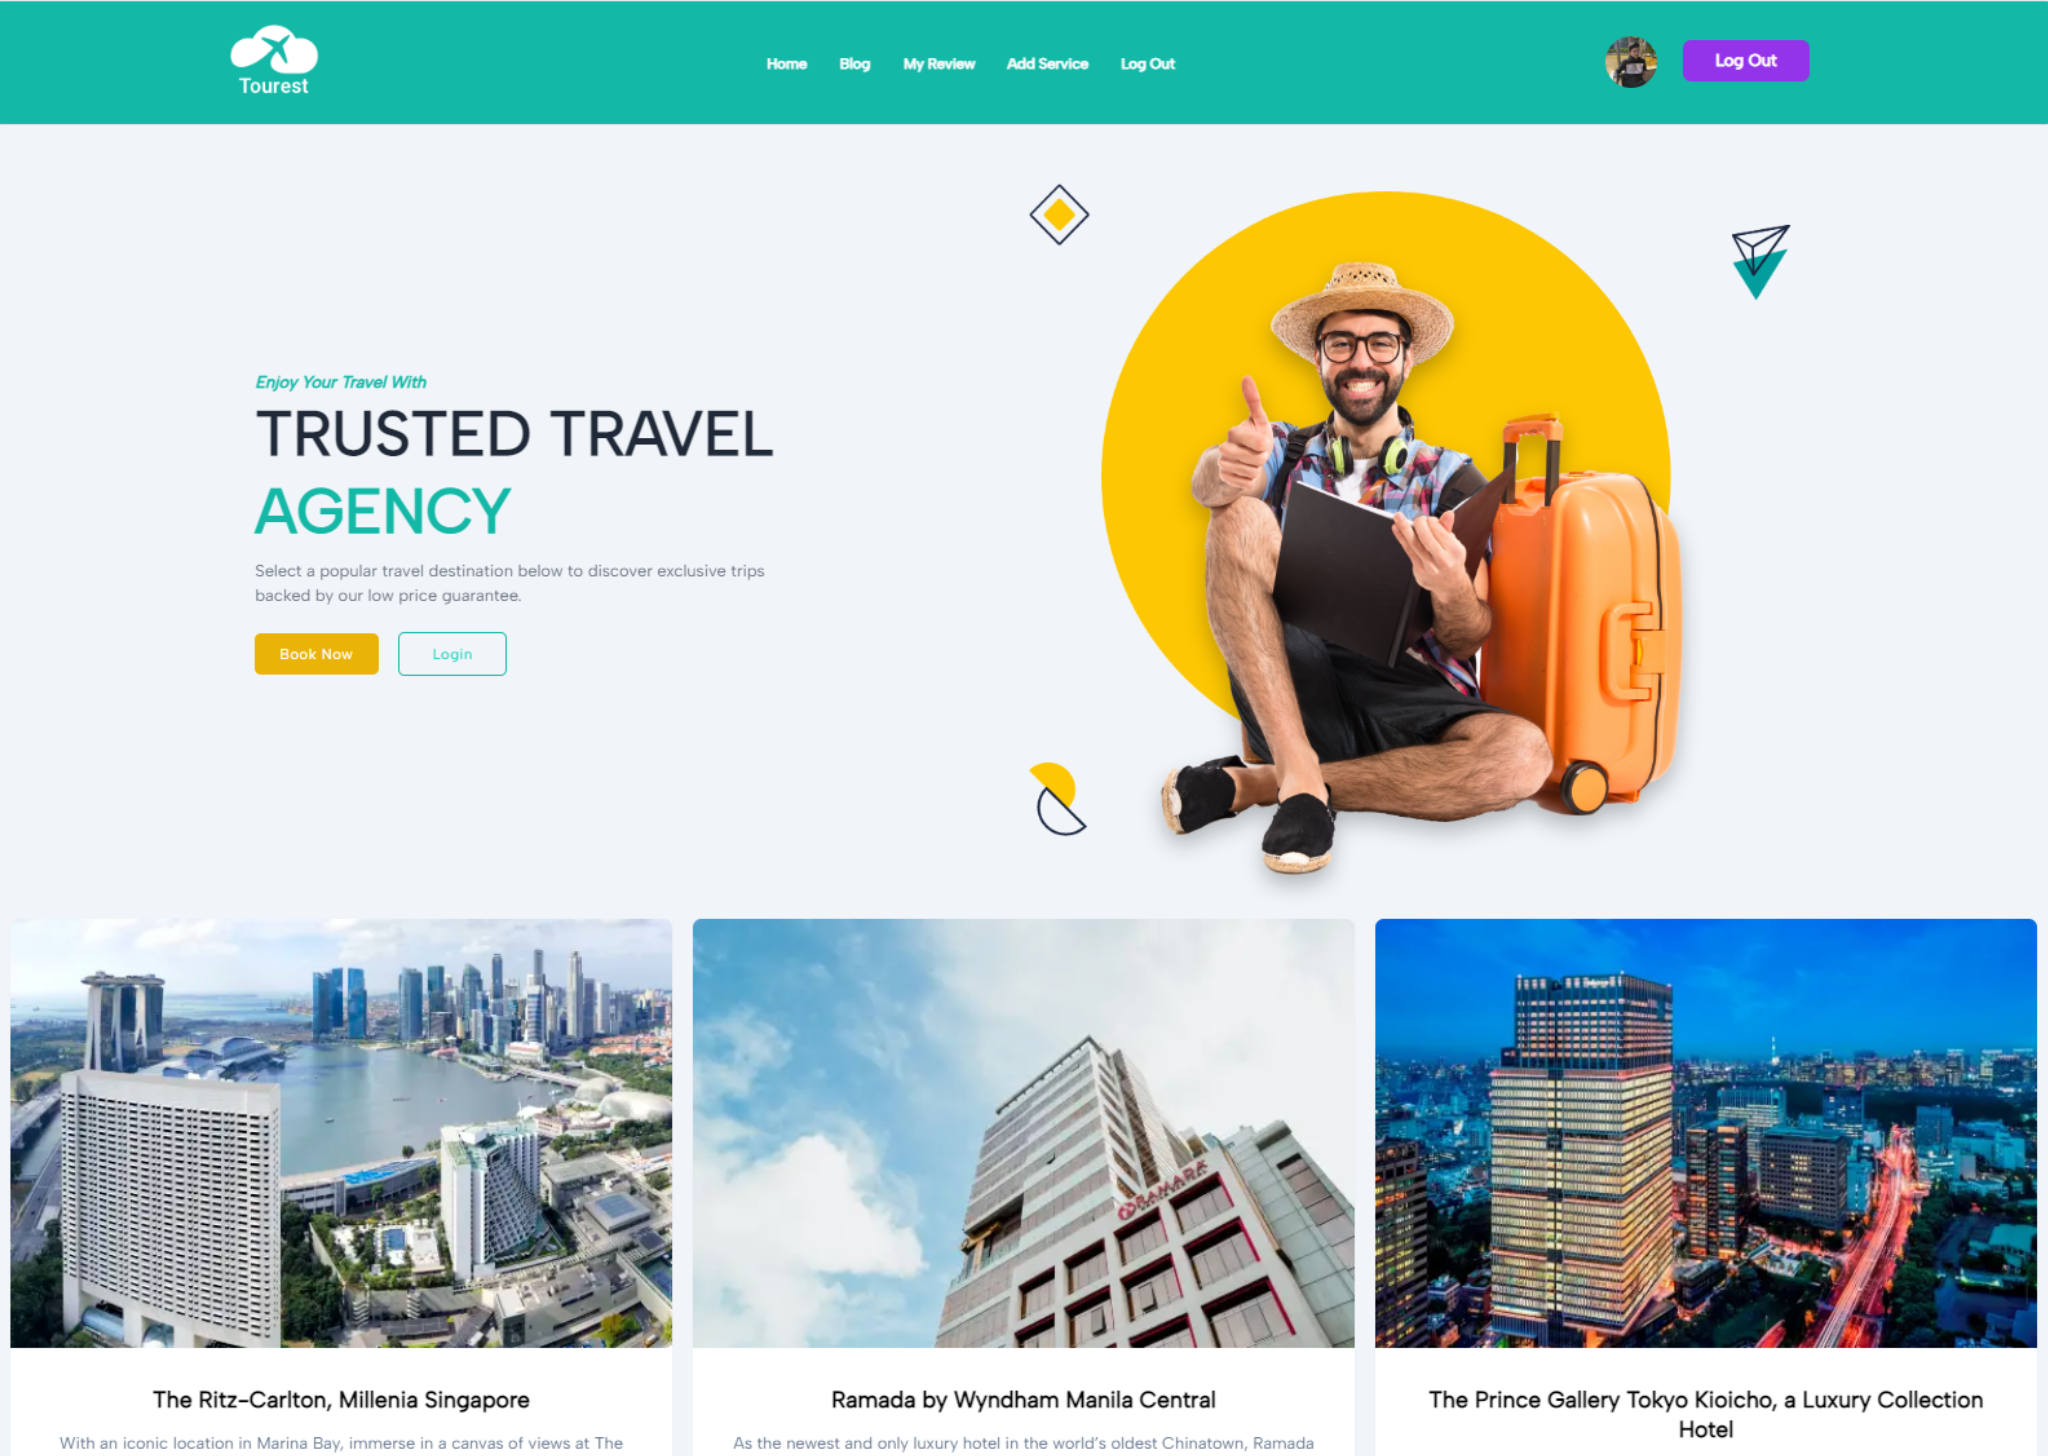 Tourest
Home Blog My Review Add Service Log Out
Log Out
Enjoy Your Travel With
TRUSTED TRAVEL
AGENCY
Select a popular travel destination below to discover exclusive trips
backed by our low price guarantee.
Book Now Login
RAMADA
The Ritz-Carlton, Millenia Singapore
With an iconic location in Marina Bay, immerse in a canvas of views at The
Ramada by Wyndham Manila Central
As the newest and only luxury hotel in the world's oldest Chinatown, Ramada
The Prince Gallery Tokyo Kioicho, a Luxury Collection
Hotel